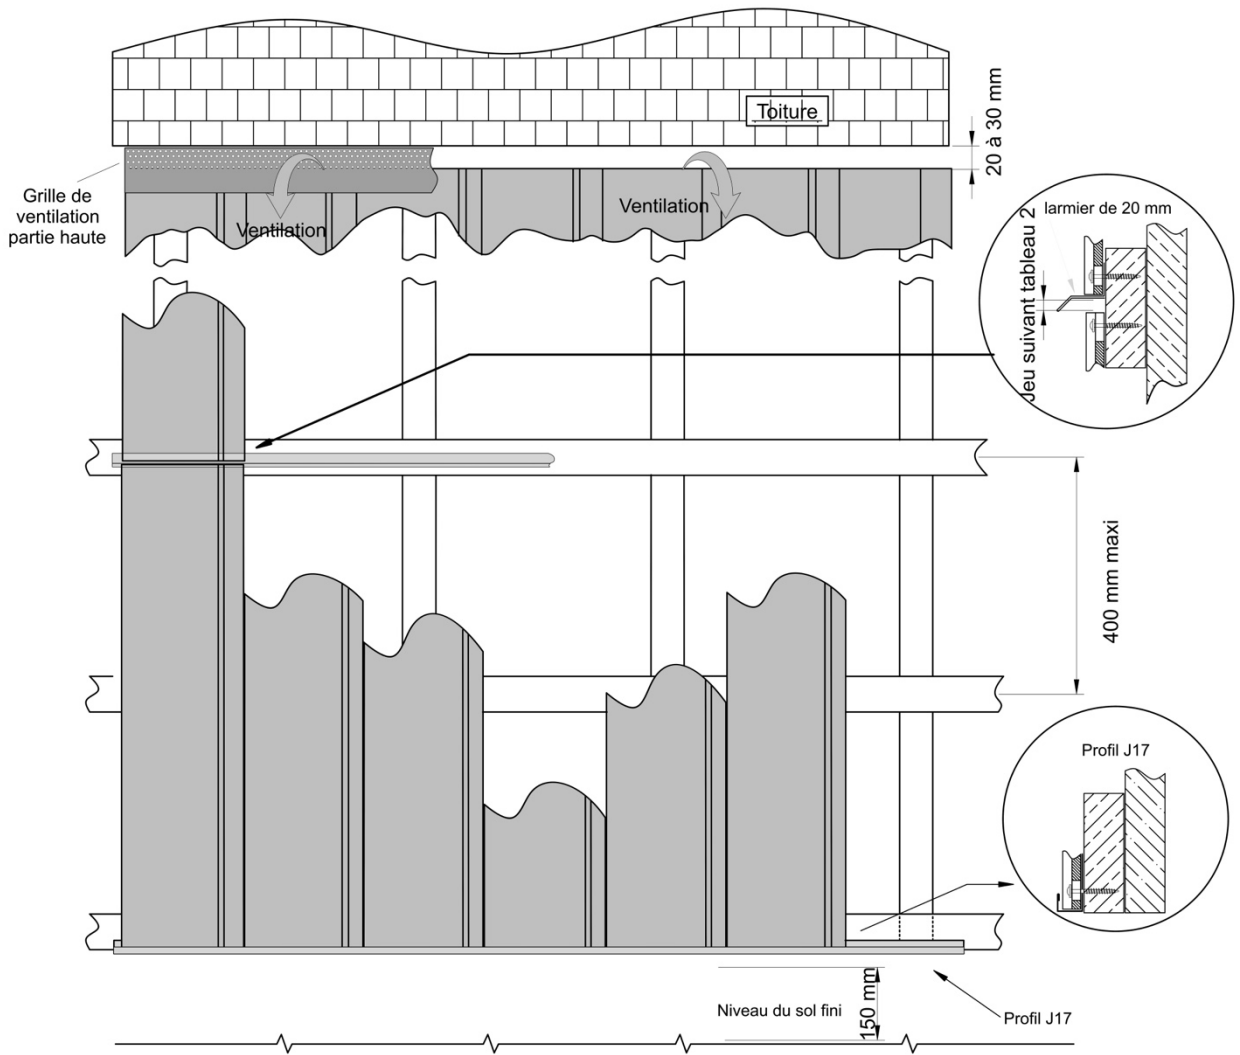 Toiture
20 à 30 mm
Grille de
ventilation
partie haute
Ventilation
Ventilation
larmier de 20 mm
Jeu suivant tableau 2
400 mm maxi
Profil J17
Niveau du sol fini
150 mm
Profil J17